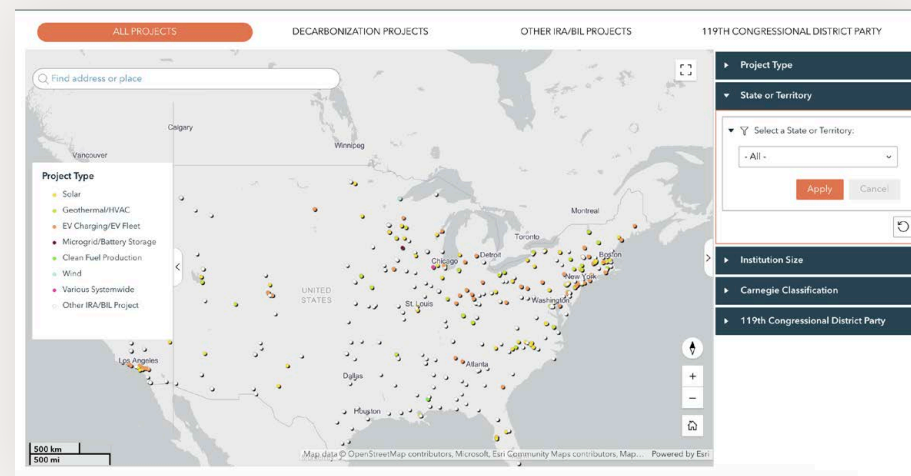 ALL PROJECTS
DECARBONIZATION PROJECTS
OTHER IRA/BIL PROJECTS
119TH CONGRESSIONAL DISTRICT PARTY
Find address or place
Calgary
Vancouver
Winnipeg
Montreal
Toronto
Boston
Detroit
Chicago
New York
UNITED
STATES
St. Louis
Washington
Los Angeles
Atlanta
Dallas
Houston
Project Type
Solar
Geothermal/HVAC
EV Charging/EV Fleet
Microgrid/Battery Storage
Clean Fuel Production
Wind
Various Systemwide
Other IRA/BIL Project
500 km
500 mi
Map data © OpenStreetMap contributors, Microsoft, Esri Community Maps contributors, Map... Powered by Esri
Project Type
State or Territory
Select a State or Territory:
- All -
Apply
Cancel
Institution Size
Carnegie Classification
119th Congressional District Party